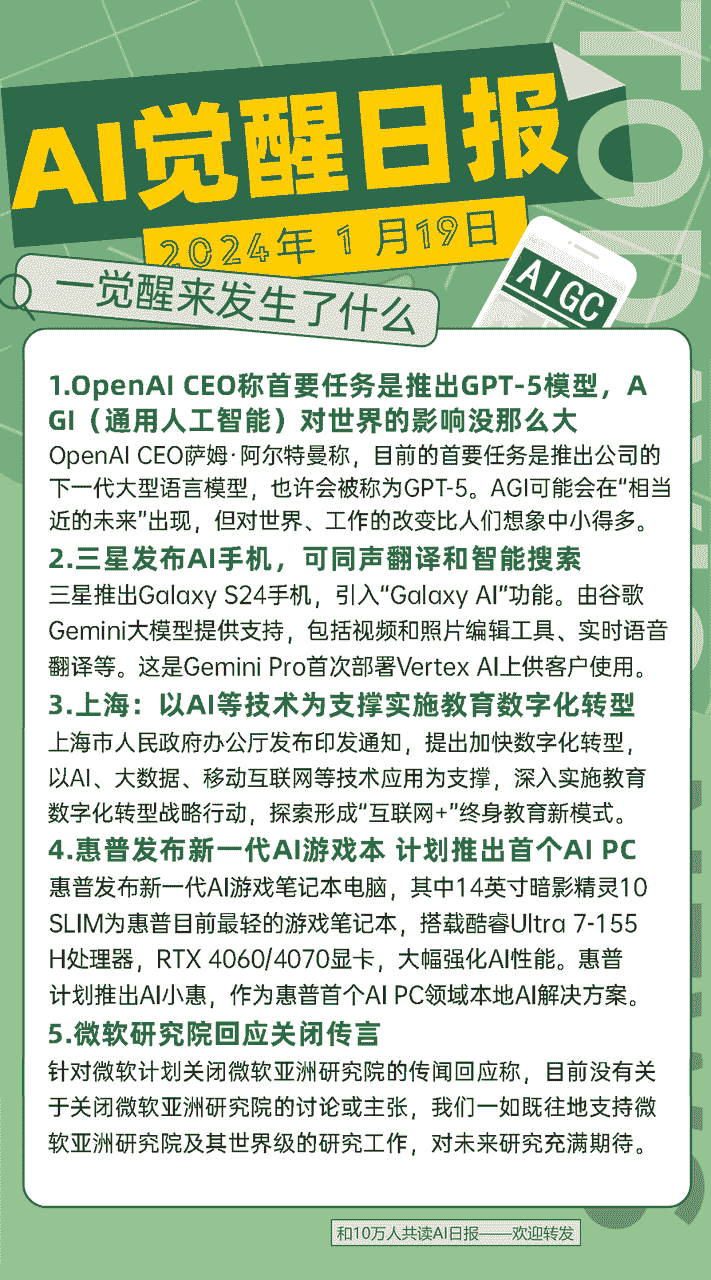 AI觉醒日报
2024年 1 月19日
一觉醒来发生了什么
AIGC
1.OpenAI CEO称首要任务是推出GPT-5模型，A
GI（通用人工智能）对世界的影响没那么大
OpenAI CEO萨姆·阿尔特曼称，目前的首要任务是推出公司的
下一代大型语言模型，也许会被称为GPT-5。AGI可能会在“相当
近的未来”出现，但对世界、工作的改变比人们想象中小得多。
2.三星发布AI手机，可同声翻译和智能搜索
三星推出Galaxy S24手机，引入“Galaxy AI”功能。由谷歌
Gemini大模型提供支持，包括视频和照片编辑工具、实时语音
翻译等。这是Gemini Pro首次部署Vertex AI上供客户使用。
3.上海：以AI等技术为支撑实施教育数字化转型
上海市人民政府办公厅发布印发通知，提出加快数字化转型，
以AI、大数据、移动互联网等技术应用为支撑，深入实施教育
数字化转型战略行动，探索形成“互联网+”终身教育新模式。
4.惠普发布新一代AI游戏本 计划推出首个AI PC
惠普发布新一代AI游戏笔记本电脑，其中14英寸暗影精灵10
SLIM为惠普目前最轻的游戏笔记本，搭载酷睿Ultra 7-155
H处理器，RTX 4060/4070显卡，大幅强化AI性能。惠普
计划推出AI小惠，作为惠普首个AI PC领域本地AI解决方案。
5.微软研究院回应关闭传言
针对微软计划关闭微软亚洲研究院的传闻回应称，目前没有关
于关闭微软亚洲研究院的讨论或主张，我们一如既往地支持微
软亚洲研究院及其世界级的研究工作，对未来研究充满期待。
和10万人共读AI日报——欢迎转发